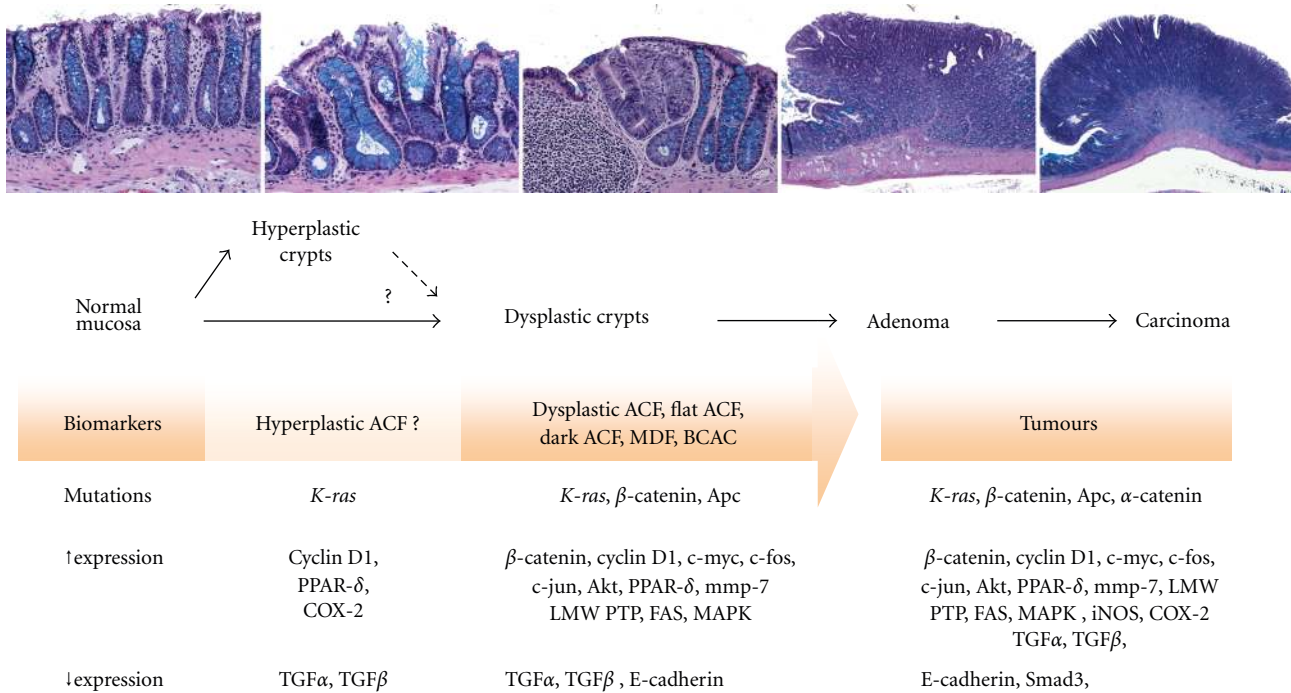 Hyperplastic
crypts
?
Normal
mucosa
Dysplastic crypts
Adenoma
Carcinoma
Biomarkers
Hyperplastic ACF ?
Dysplastic ACF, flat ACF,
dark ACF, MDF, BCAC
Tumours
Mutations
K-ras
K-ras, β-catenin, Apc
K-ras, β-catenin, Apc, α-catenin
↑expression
Cyclin D1,
PPAR-δ,
COX-2
β-catenin, cyclin D1, c-myc, c-fos,
c-jun, Akt, PPAR-δ, mmp-7
LMW PTP, FAS, MAPK
β-catenin, cyclin D1, c-myc, c-fos,
c-jun, Akt, PPAR-δ, mmp-7, LMW
PTP, FAS, MAPK , iNOS, COX-2
TGFα, TGFβ,
↓expression
TGFα, TGFβ
TGFα, TGFβ , E-cadherin
E-cadherin, Smad3,